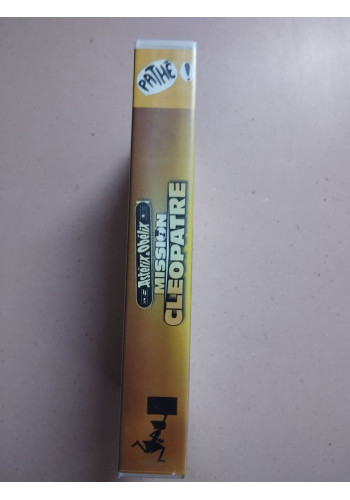 PATHÉ!
Astérix & Obélix
MISSION
CLEOPATRE